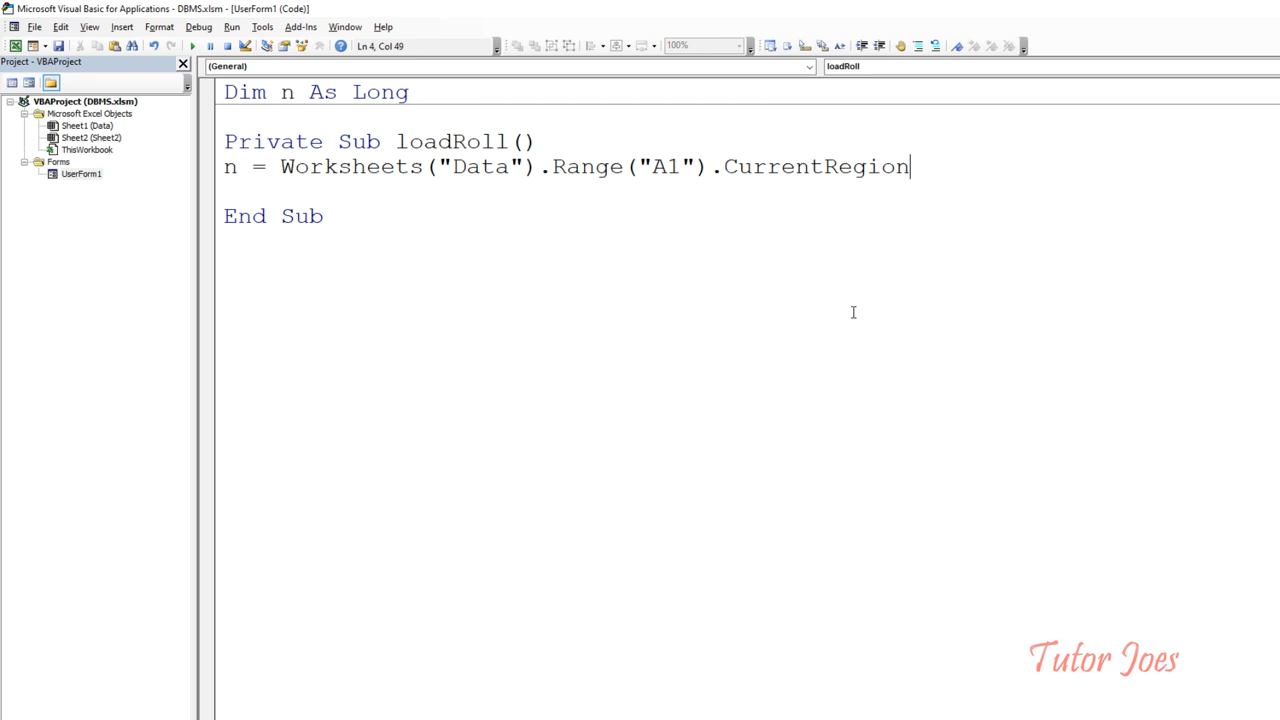 Microsoft Visual Basic for Applications - DBMS.xlsm - [UserForm1 (Code)]
File Edit View Insert Format Debug Run Tools Add-Ins Window Help
Ln 4, Col 49
100%
Project - VBAProject
(General)
loadRoll
VBAProject (DBMS.xlsm)
Microsoft Excel Objects
Sheet1 (Data)
Sheet2 (Sheet2)
ThisWorkbook
Forms
UserForm1
Dim n As Long
Private Sub loadRoll()
n = Worksheets("Data").Range("A1").CurrentRegion
End Sub
Tutor Joes